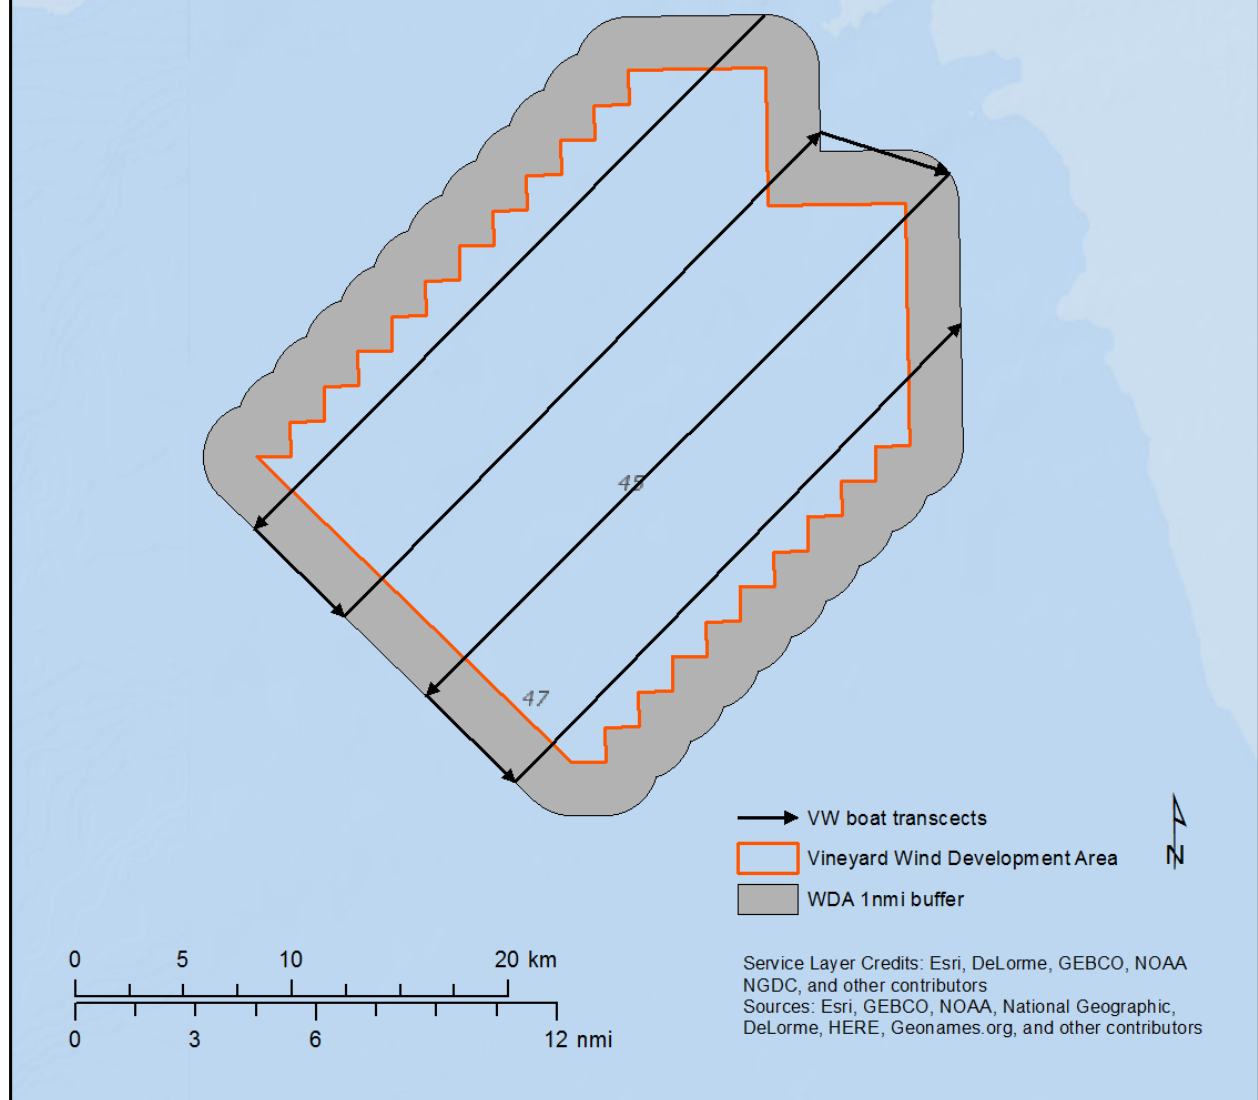 45
47
VW boat transcects
Vineyard Wind Development Area
WDA 1nmi buffer
N
0 5 10 20 km
0 3 6 12 nmi
Service Layer Credits: Esri, DeLorme, GEBCO, NOAA
NGDC, and other contributors
Sources: Esri, GEBCO, NOAA, National Geographic,
DeLorme, HERE, Geonames.org, and other contributors